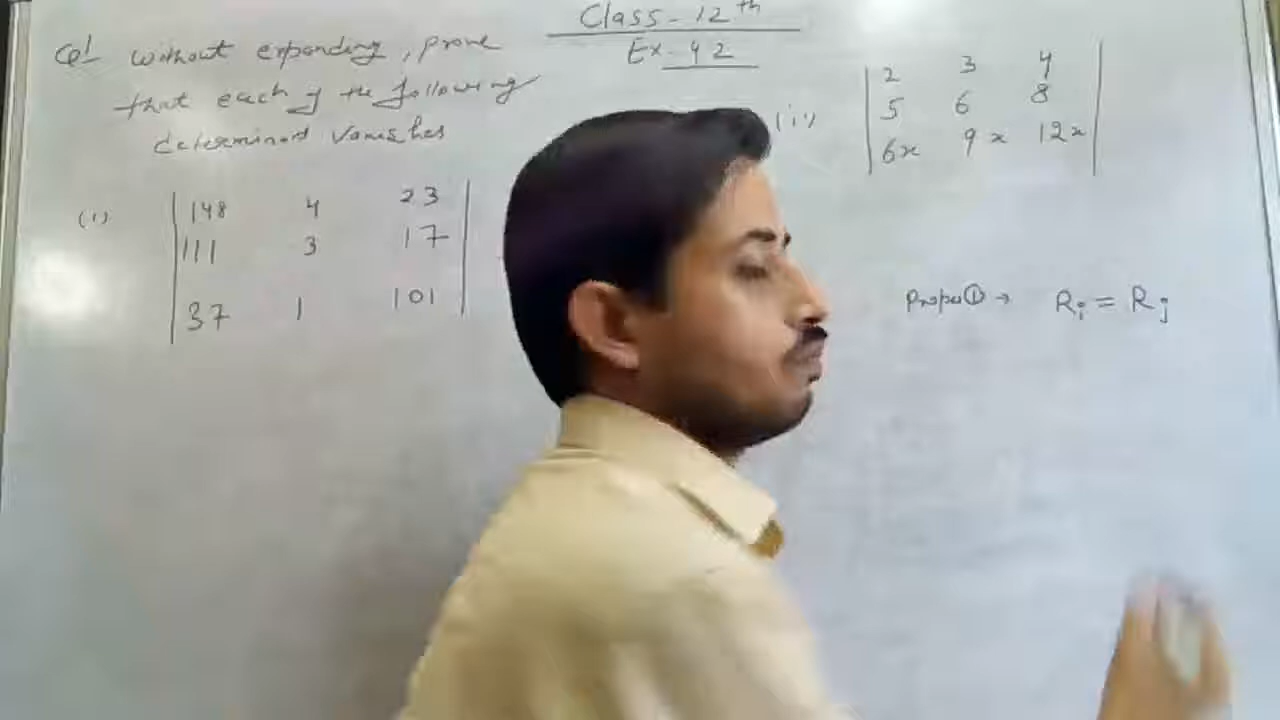 Class - 12th
Ex 4 2
Q1 without expanding, prove
that each of the following
determinant vanishes
(i)
148 4 23
111 3 17
37 1 101
(ii)
2 3 4
5 6 8
6x 9x 12x
Prope① → Ri = Rj